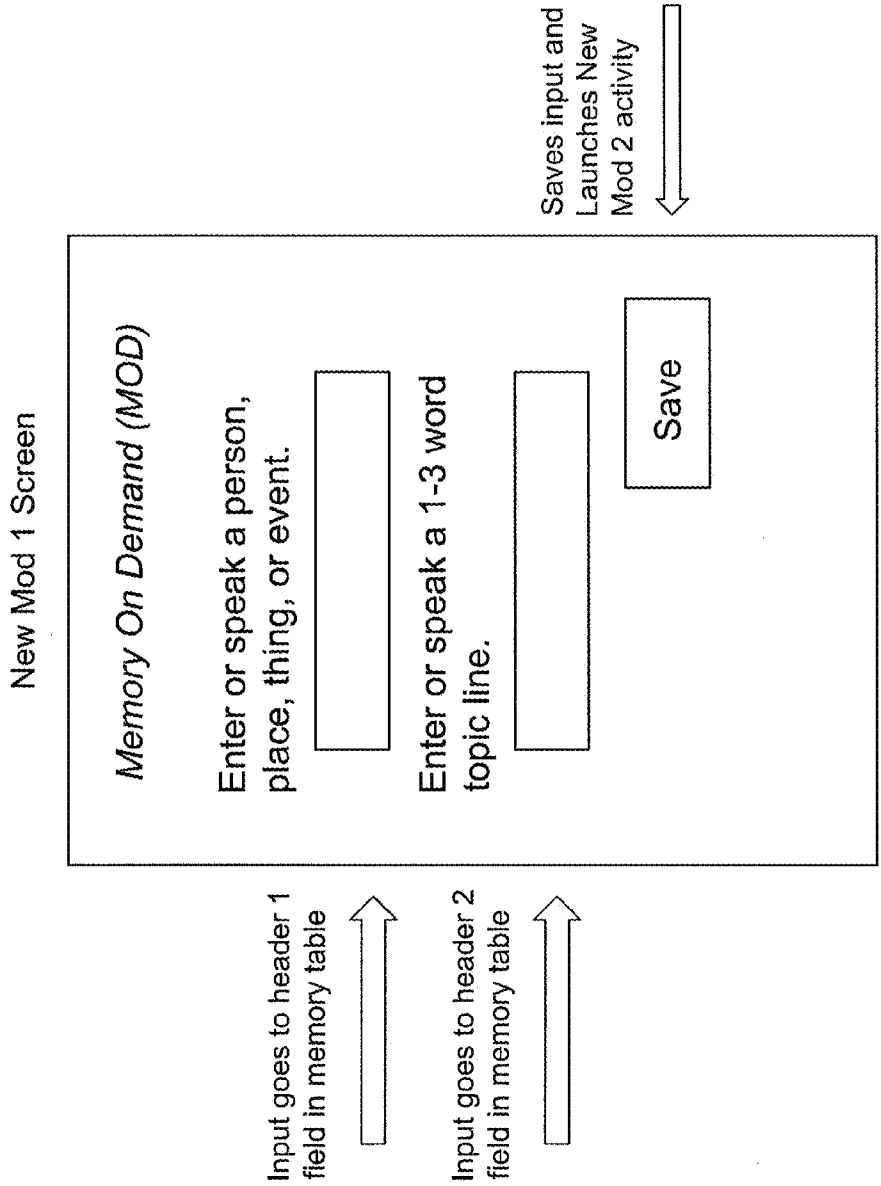 New Mod 1 Screen
Memory On Demand (MOD)
Enter or speak a person,
place, thing, or event.
Input goes to header 1
field in memory table
Enter or speak a 1-3 word
topic line.
Input goes to header 2
field in memory table
Save
Saves input and
Launches New
Mod 2 activity